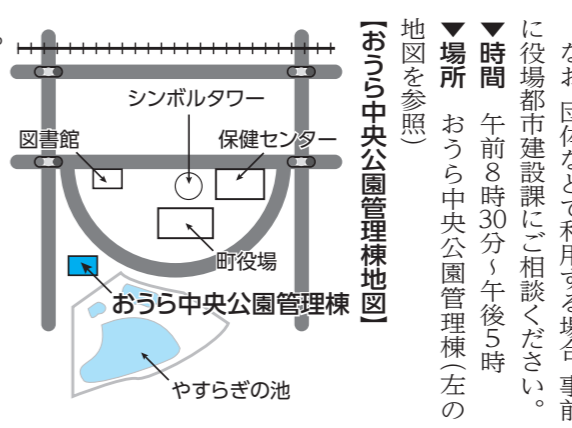 なお、団体などで利用する場合、事前
に役場都市建設課にご相談ください。
▼時間　午前8時30分～午後5時
▼場所　おうら中央公園管理棟（左の
地図を参照）
【おうら中央公園管理棟地図】
シンボルタワー
図書館
保健センター
町役場
おうら中央公園管理棟
やすらぎの池